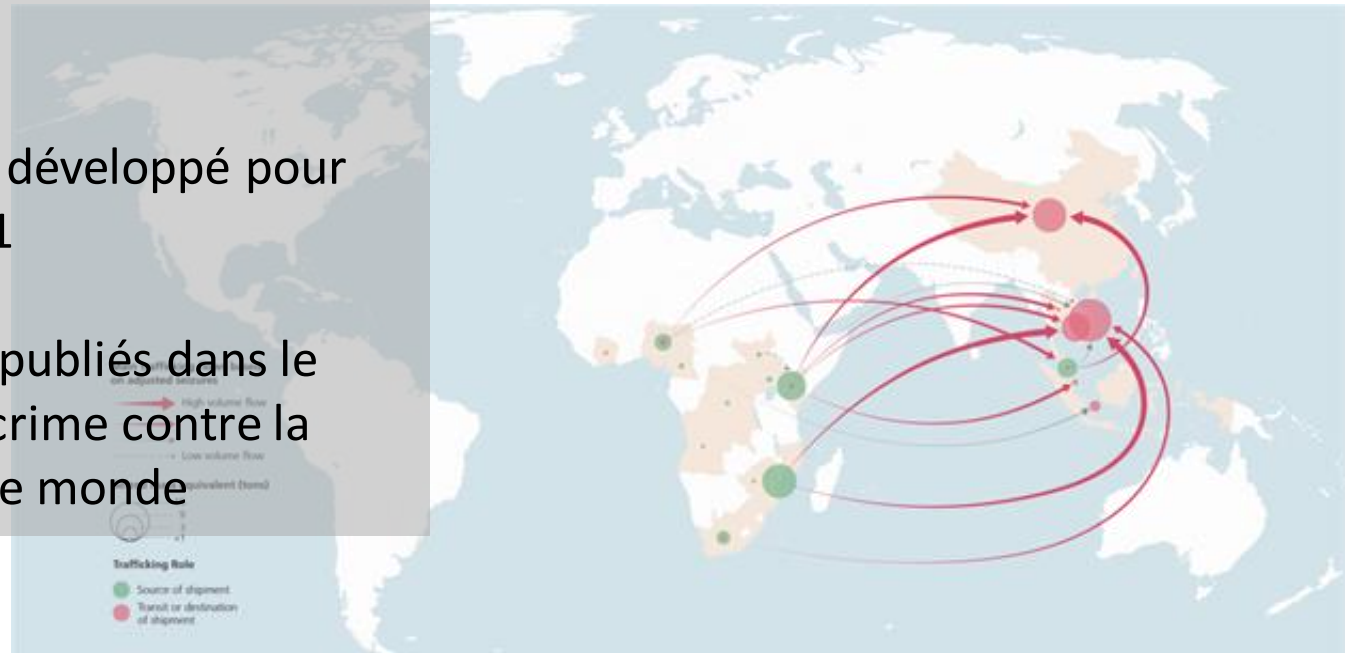 développé pour
1
publiés dans le
crime contre la
e monde
on adjusted seizures
High volume flow
Low volume flow
equivalent (tons)
Trafficking Role
Source of shipment
Transit or destination
of shipment